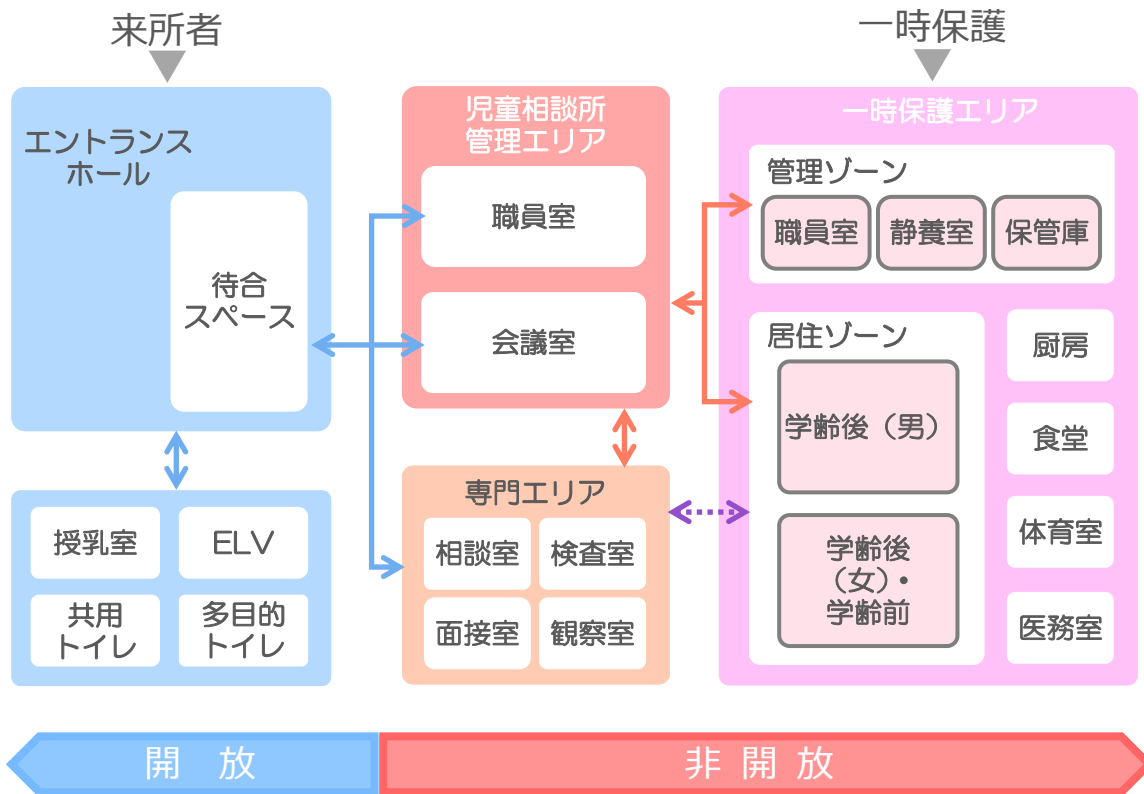 来所者
一時保護
エントランス
ホール
待合
スペース
授乳室
ELV
共用
トイレ
多目的
トイレ
児童相談所
管理エリア
職員室
会議室
専門エリア
相談室
検査室
面接室
観察室
一時保護エリア
管理ゾーン
職員室
静養室
保管庫
居住ゾーン
学齢後（男）
学齢後
（女）・
学齢前
厨房
食堂
体育室
医務室
開 放
非 開 放